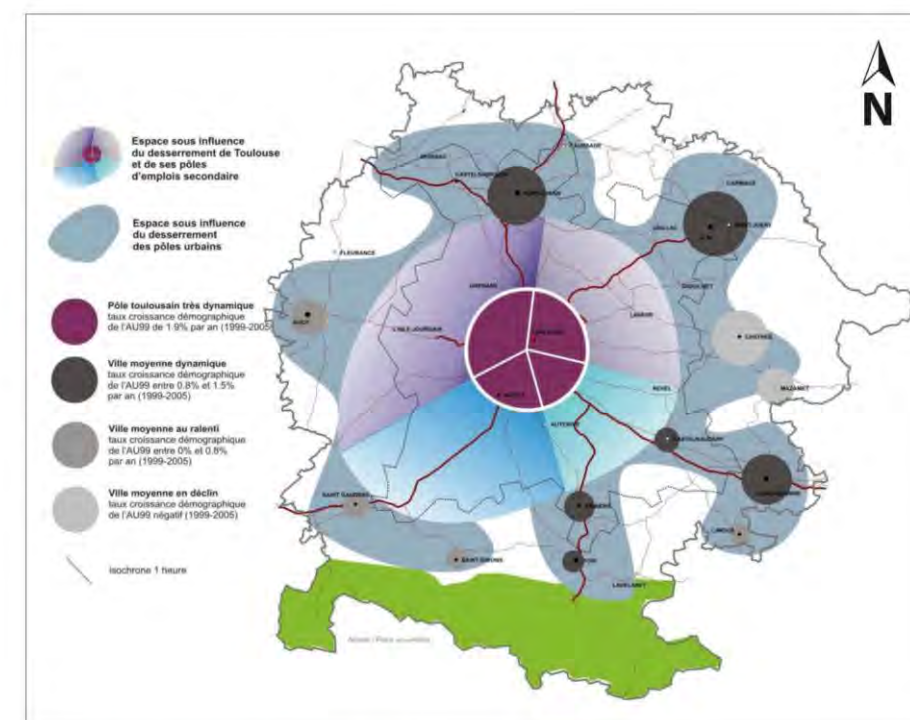 N
Espace sous influence
du desserrement de Toulouse
et de ses pôles
d'emplois secondaire
Espace sous influence
du desserrement
des pôles urbains
Pôle toulousain très dynamique
taux croissance démographique
de l'AU99 de 1.9% par an (1999-2005)
Ville moyenne dynamique
taux croissance démographique
de l'AU99 entre 0.8% et 1.5%
par an (1999-2005)
Ville moyenne au ralenti
taux croissance démographique
de l'AU99 entre 0% et 0.8%
par an (1999-2005)
Ville moyenne en déclin
taux croissance démographique
de l'AU99 négatif (1999-2005)
isochrone 1 heure
MOISSAC
CASTELSARRASIN
CAUSSADE
CARMAUX
FLEURANCE
GAILLAC
GRAULHET
GRENADE
AUCH
L'ISLE JOURDAIN
LAVAUR
CASTRES
MAZAMET
MURET
REVEL
AUTERIVE
CASTELNAUDARY
CARCASSONNE
SAINT GAUDENS
PAMIERS
LIMOUX
SAINT-GIRONS
FOIX
LAVELANET